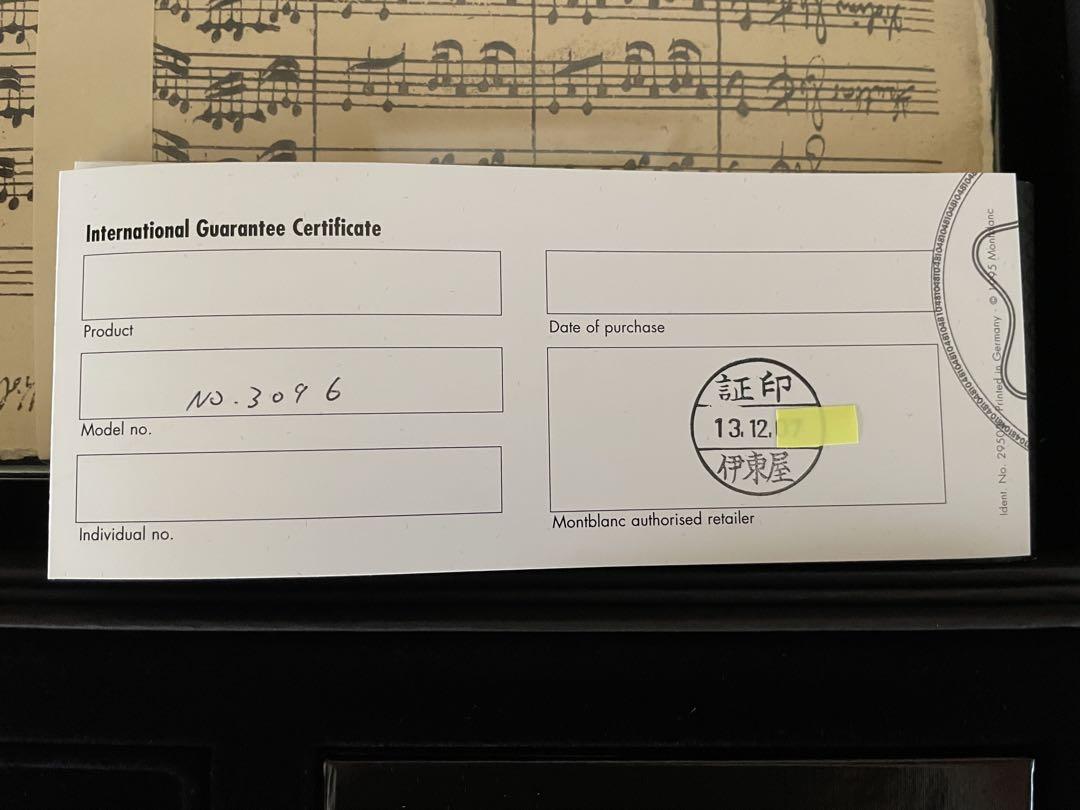 International Guarantee Certificate
Product
Date of purchase
NO. 3096
Model no.
証印
13.12.
伊東屋
Individual no.
Montblanc authorised retailer
Printed in Germany · © 1995 Montblanc
Ident. No.